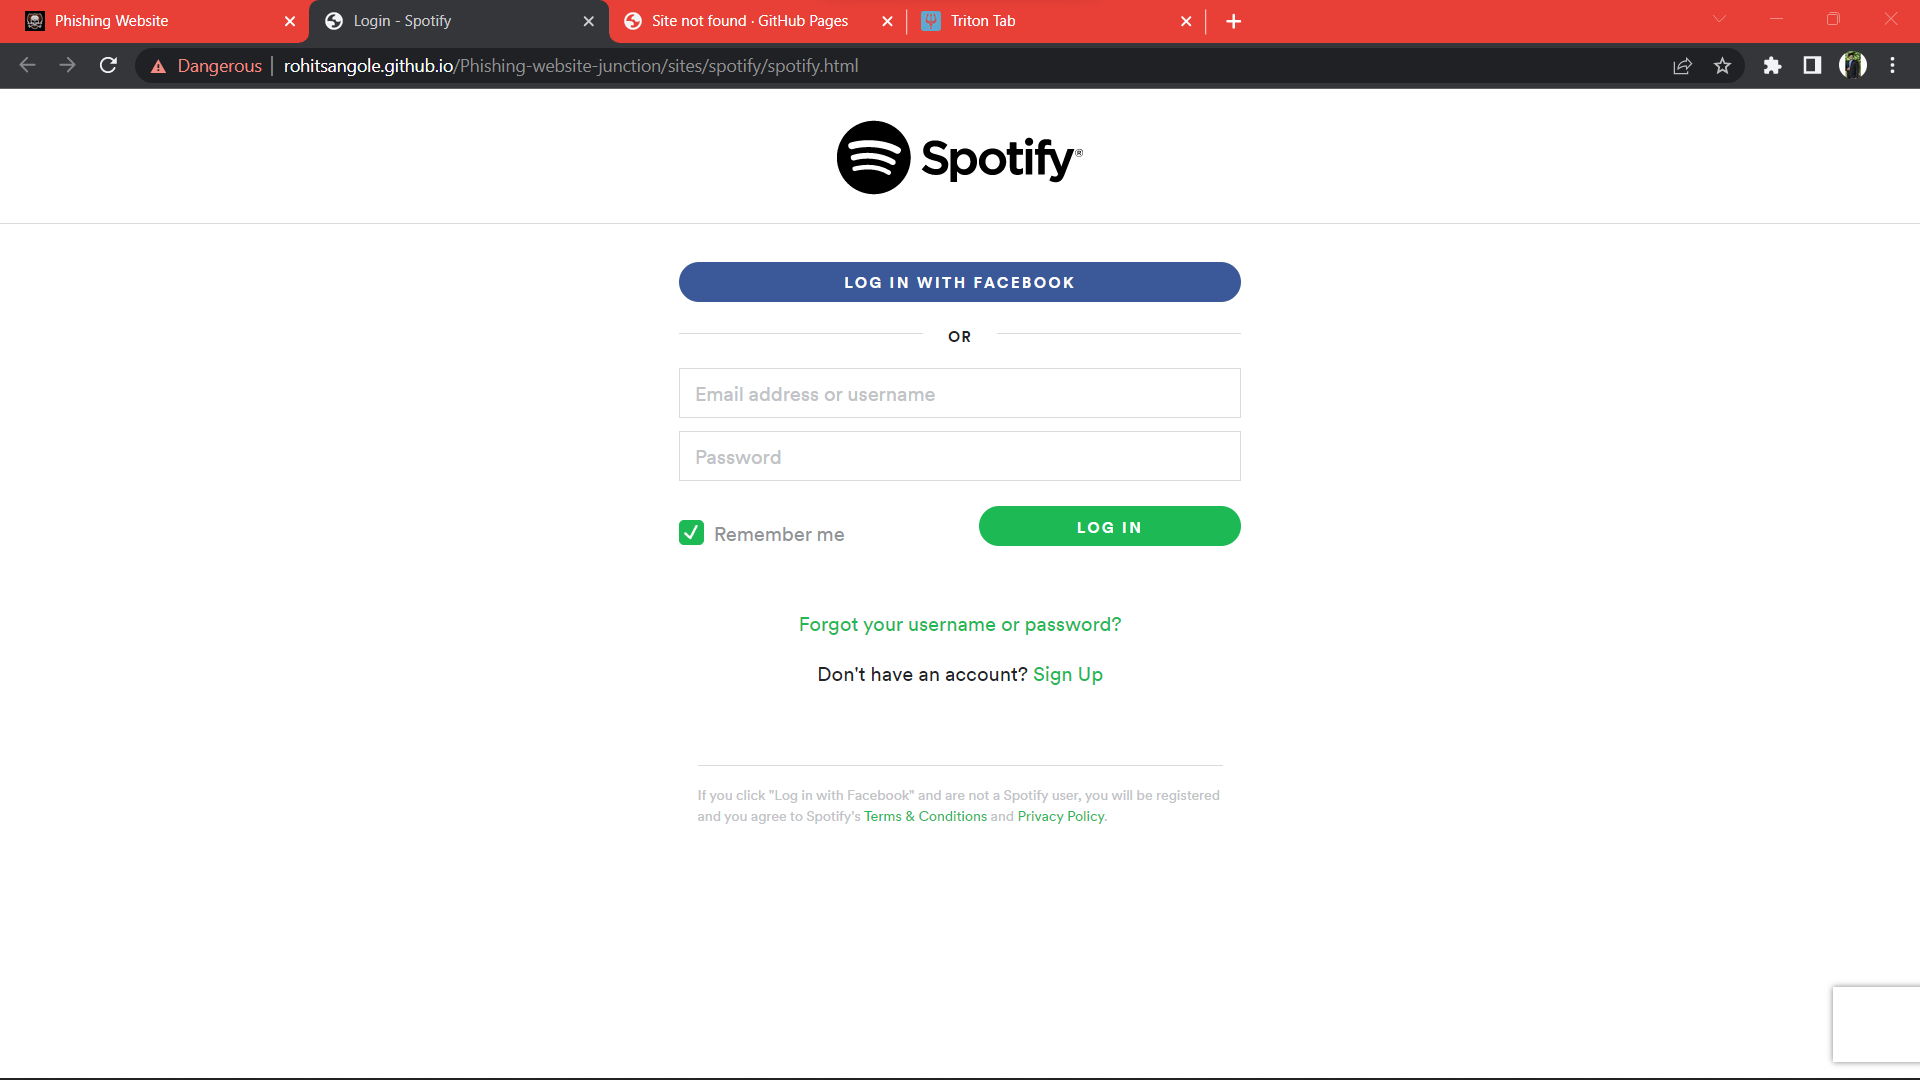 Phishing Website
Login - Spotify
Site not found · GitHub Pages
Triton Tab
Dangerous
rohitsangole.github.io/Phishing-website-junction/sites/spotify/spotify.html
Spotify®
LOG IN WITH FACEBOOK
OR
Email address or username
Password
Remember me
LOG IN
Forgot your username or password?
Don't have an account? Sign Up
If you click "Log in with Facebook" and are not a Spotify user, you will be registered
and you agree to Spotify's Terms & Conditions and Privacy Policy.